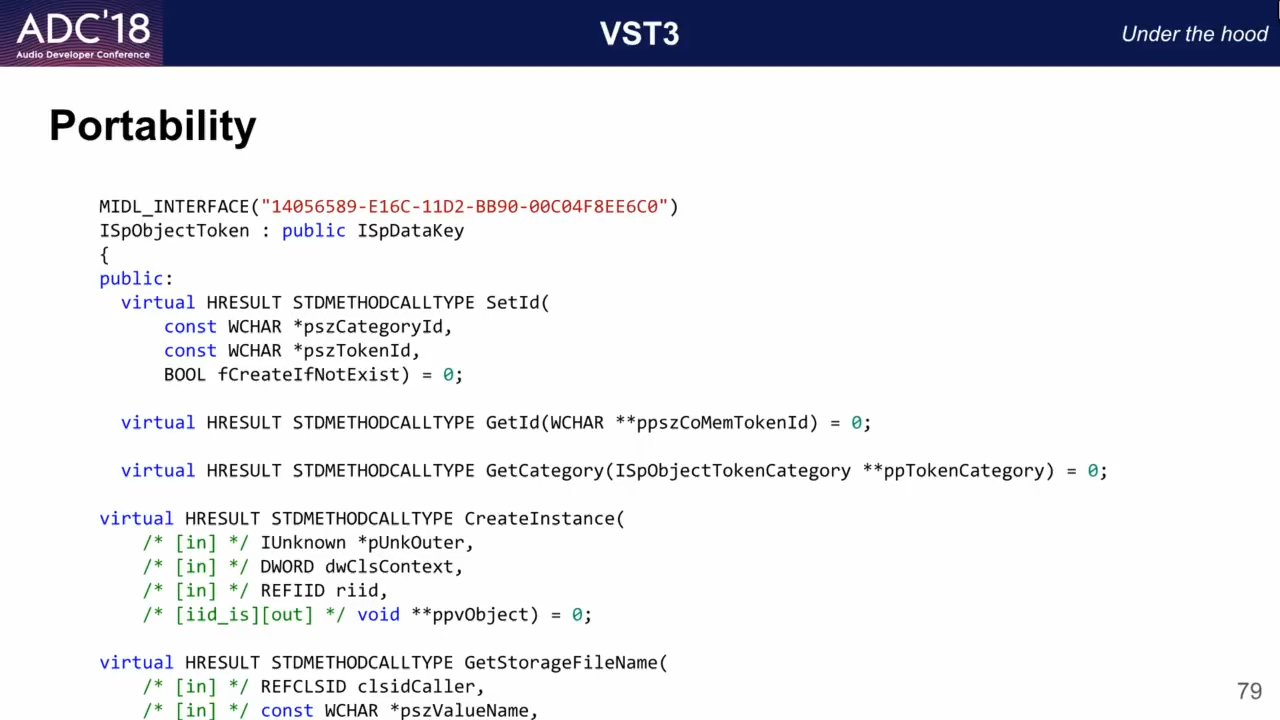 ADC'18
Audio Developer Conference
VST3
Under the hood
Portability
MIDL_INTERFACE("14056589-E16C-11D2-BB90-00C04F8EE6C0")
ISpObjectToken : public ISpDataKey
{
public:
  virtual HRESULT STDMETHODCALLTYPE SetId(
      const WCHAR *pszCategoryId,
      const WCHAR *pszTokenId,
      BOOL fCreateIfNotExist) = 0;
  virtual HRESULT STDMETHODCALLTYPE GetId(WCHAR **ppszCoMemTokenId) = 0;
  virtual HRESULT STDMETHODCALLTYPE GetCategory(ISpObjectTokenCategory **ppTokenCategory) = 0;
virtual HRESULT STDMETHODCALLTYPE CreateInstance(
    /* [in] */ IUnknown *pUnkOuter,
    /* [in] */ DWORD dwClsContext,
    /* [in] */ REFIID riid,
    /* [iid_is][out] */ void **ppvObject) = 0;
virtual HRESULT STDMETHODCALLTYPE GetStorageFileName(
    /* [in] */ REFCLSID clsidCaller,
    /* [in] */ const WCHAR *pszValueName,
79